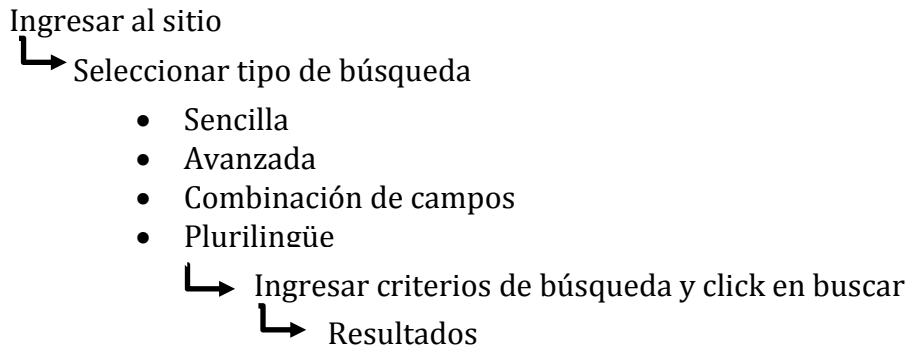 Ingresar al sitio
Seleccionar tipo de búsqueda
• Sencilla
• Avanzada
• Combinación de campos
• Plurilingüe
Ingresar criterios de búsqueda y click en buscar
Resultados